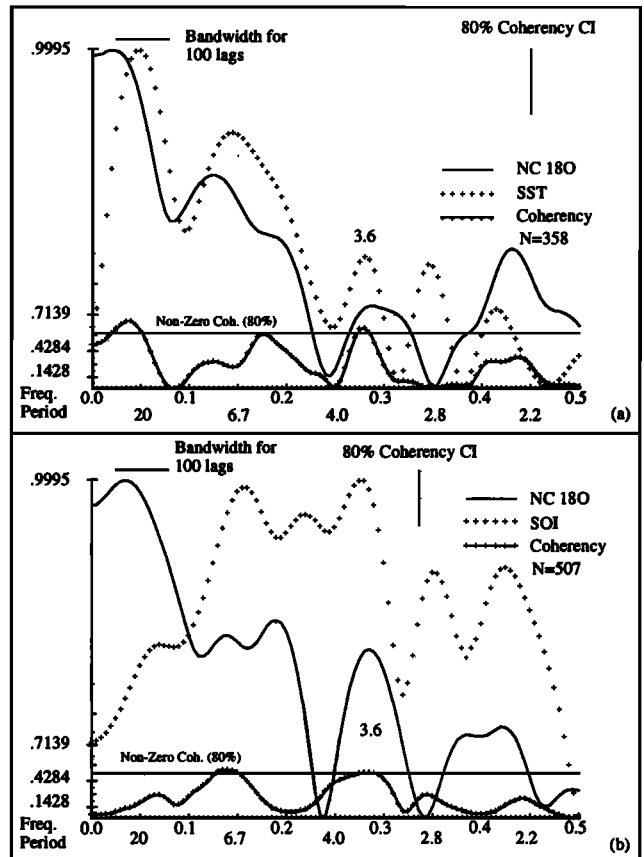 Bandwidth for
100 lags
80% Coherency CI
.9995
NC 18O
SST
Coherency
N=358
3.6
.7139
Non-Zero Coh. (80%)
.4284
.1428
Freq.
0.0 0.1 0.2 0.3 0.4 0.5
Period
20 6.7 4.0 2.8 2.2
(a)
Bandwidth for
100 lags
80% Coherency CI
.9995
NC 18O
SOI
Coherency
N=507
3.6
.7139
Non-Zero Coh. (80%)
.4284
.1428
Freq.
0.0 0.1 0.2 0.3 0.4 0.5
Period
20 6.7 4.0 2.8 2.2
(b)